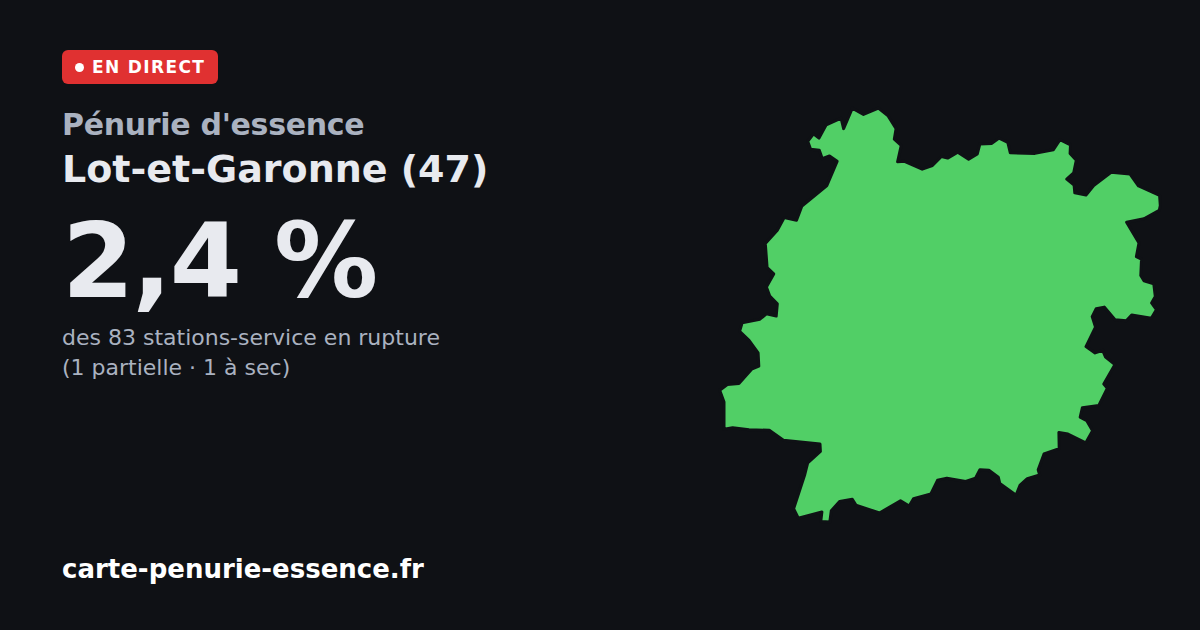 EN DIRECT
Pénurie d'essence
Lot-et-Garonne (47)
2,4 %
des 83 stations-service en rupture
(1 partielle · 1 à sec)
carte-penurie-essence.fr